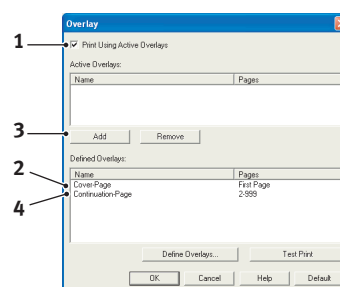 Overlay
1
Print Using Active Overlays
Active Overlays:
Name Pages
3
Add Remove
Defined Overlays:
2
Name Pages
Cover-Page First Page
4
Continuation-Page 2-999
Define Overlays... Test Print
OK Cancel Help Default